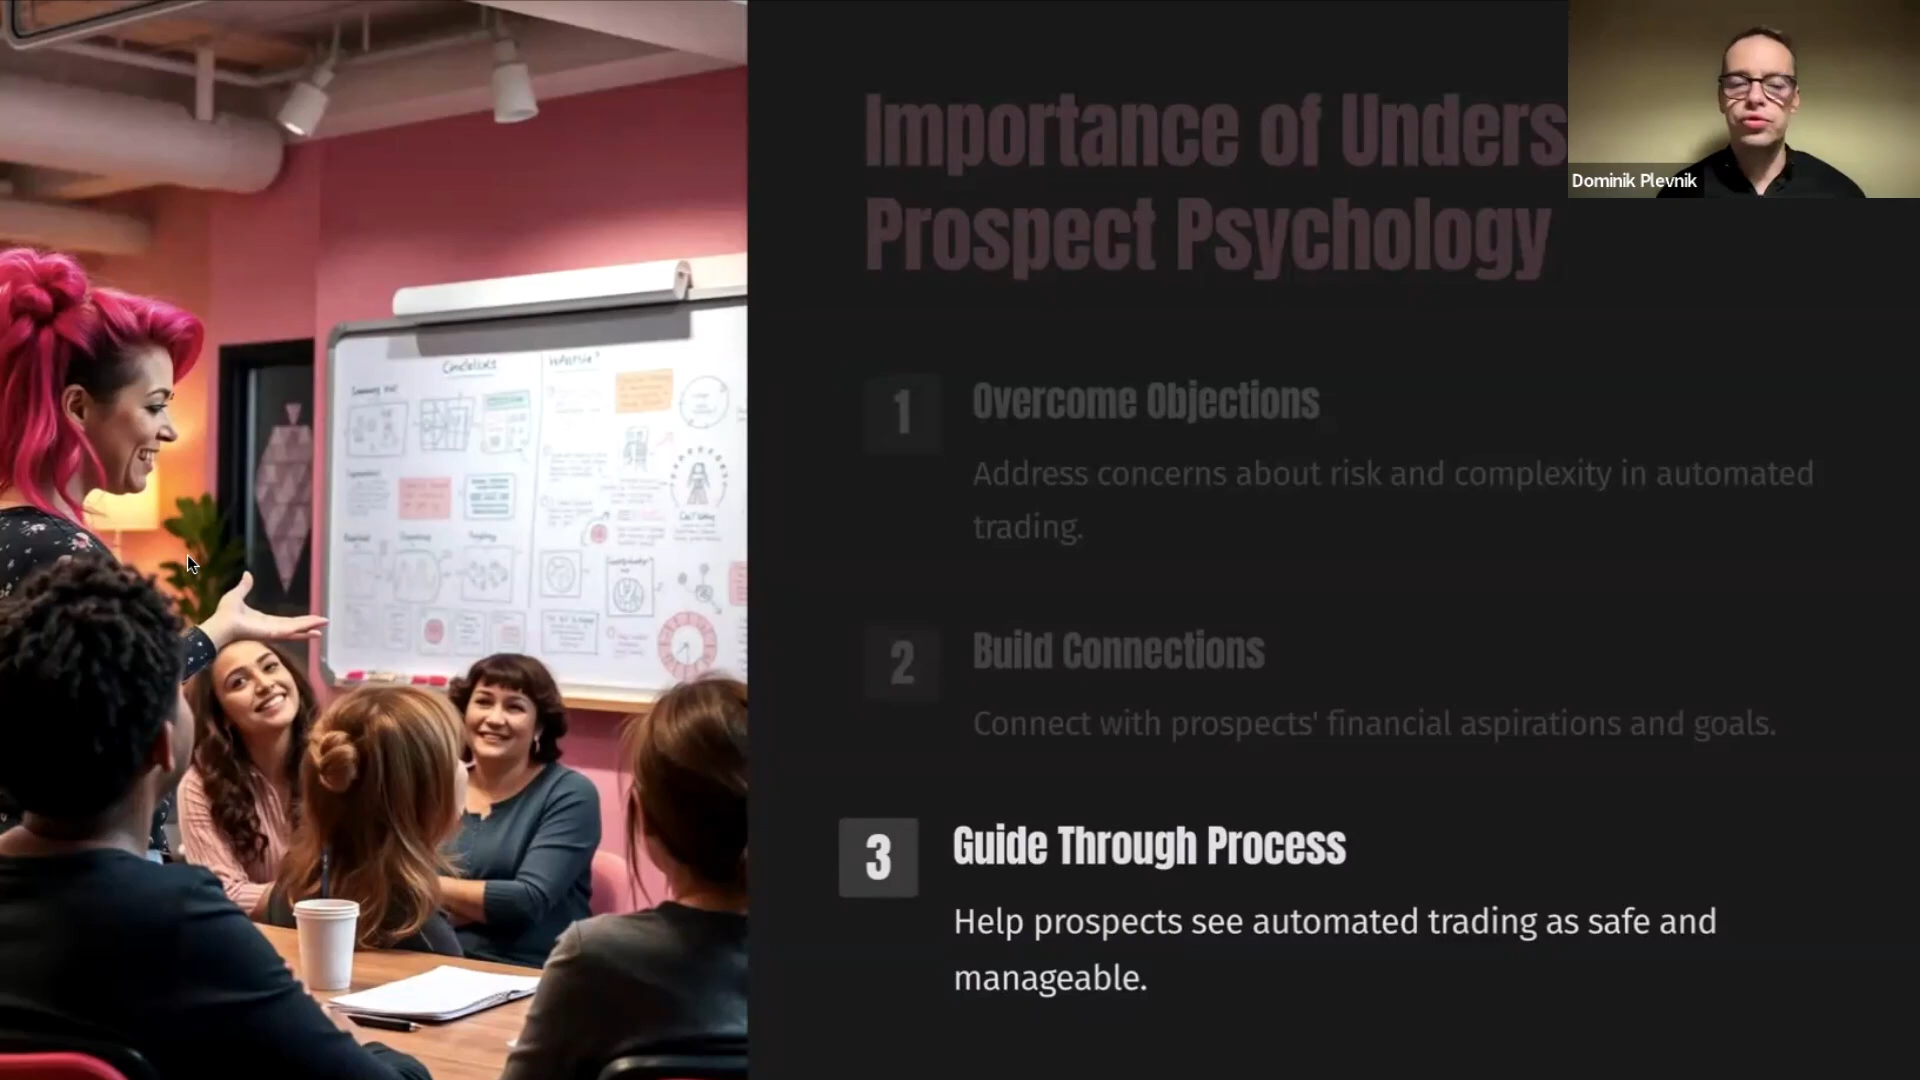 Importance of Unders
Prospect Psychology
Dominik Plevnik
1
Overcome Objections
Address concerns about risk and complexity in automated
trading.
2
Build Connections
Connect with prospects' financial aspirations and goals.
3
Guide Through Process
Help prospects see automated trading as safe and
manageable.